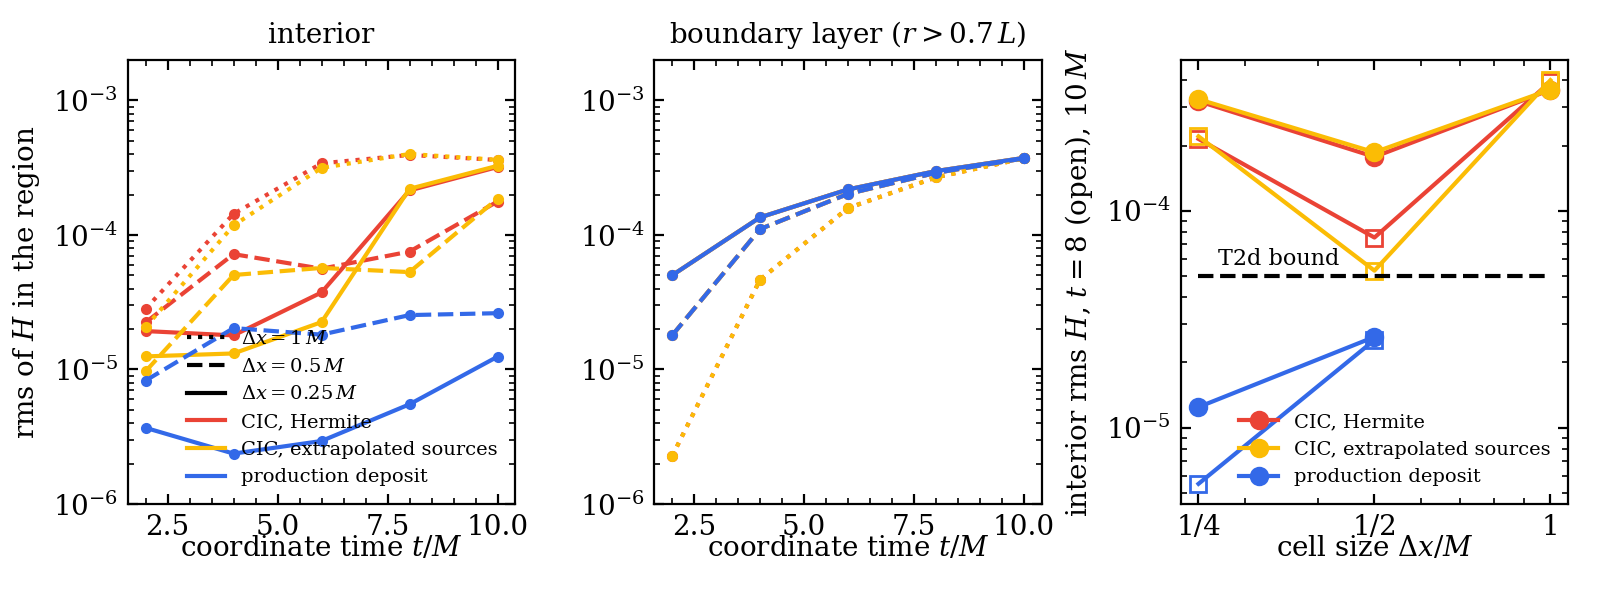 interior
rms of H in the region
10⁻³
10⁻⁴
10⁻⁵
10⁻⁶
Δx = 1 M
Δx = 0.5 M
Δx = 0.25 M
CIC, Hermite
CIC, extrapolated sources
production deposit
2.5 5.0 7.5 10.0
coordinate time t/M
boundary layer (r > 0.7 L)
10⁻³
10⁻⁴
10⁻⁵
10⁻⁶
2.5 5.0 7.5 10.0
coordinate time t/M
interior rms H, t = 8 (open), 10 M
10⁻⁴
10⁻⁵
T2d bound
CIC, Hermite
CIC, extrapolated sources
production deposit
1/4 1/2 1
cell size Δx/M